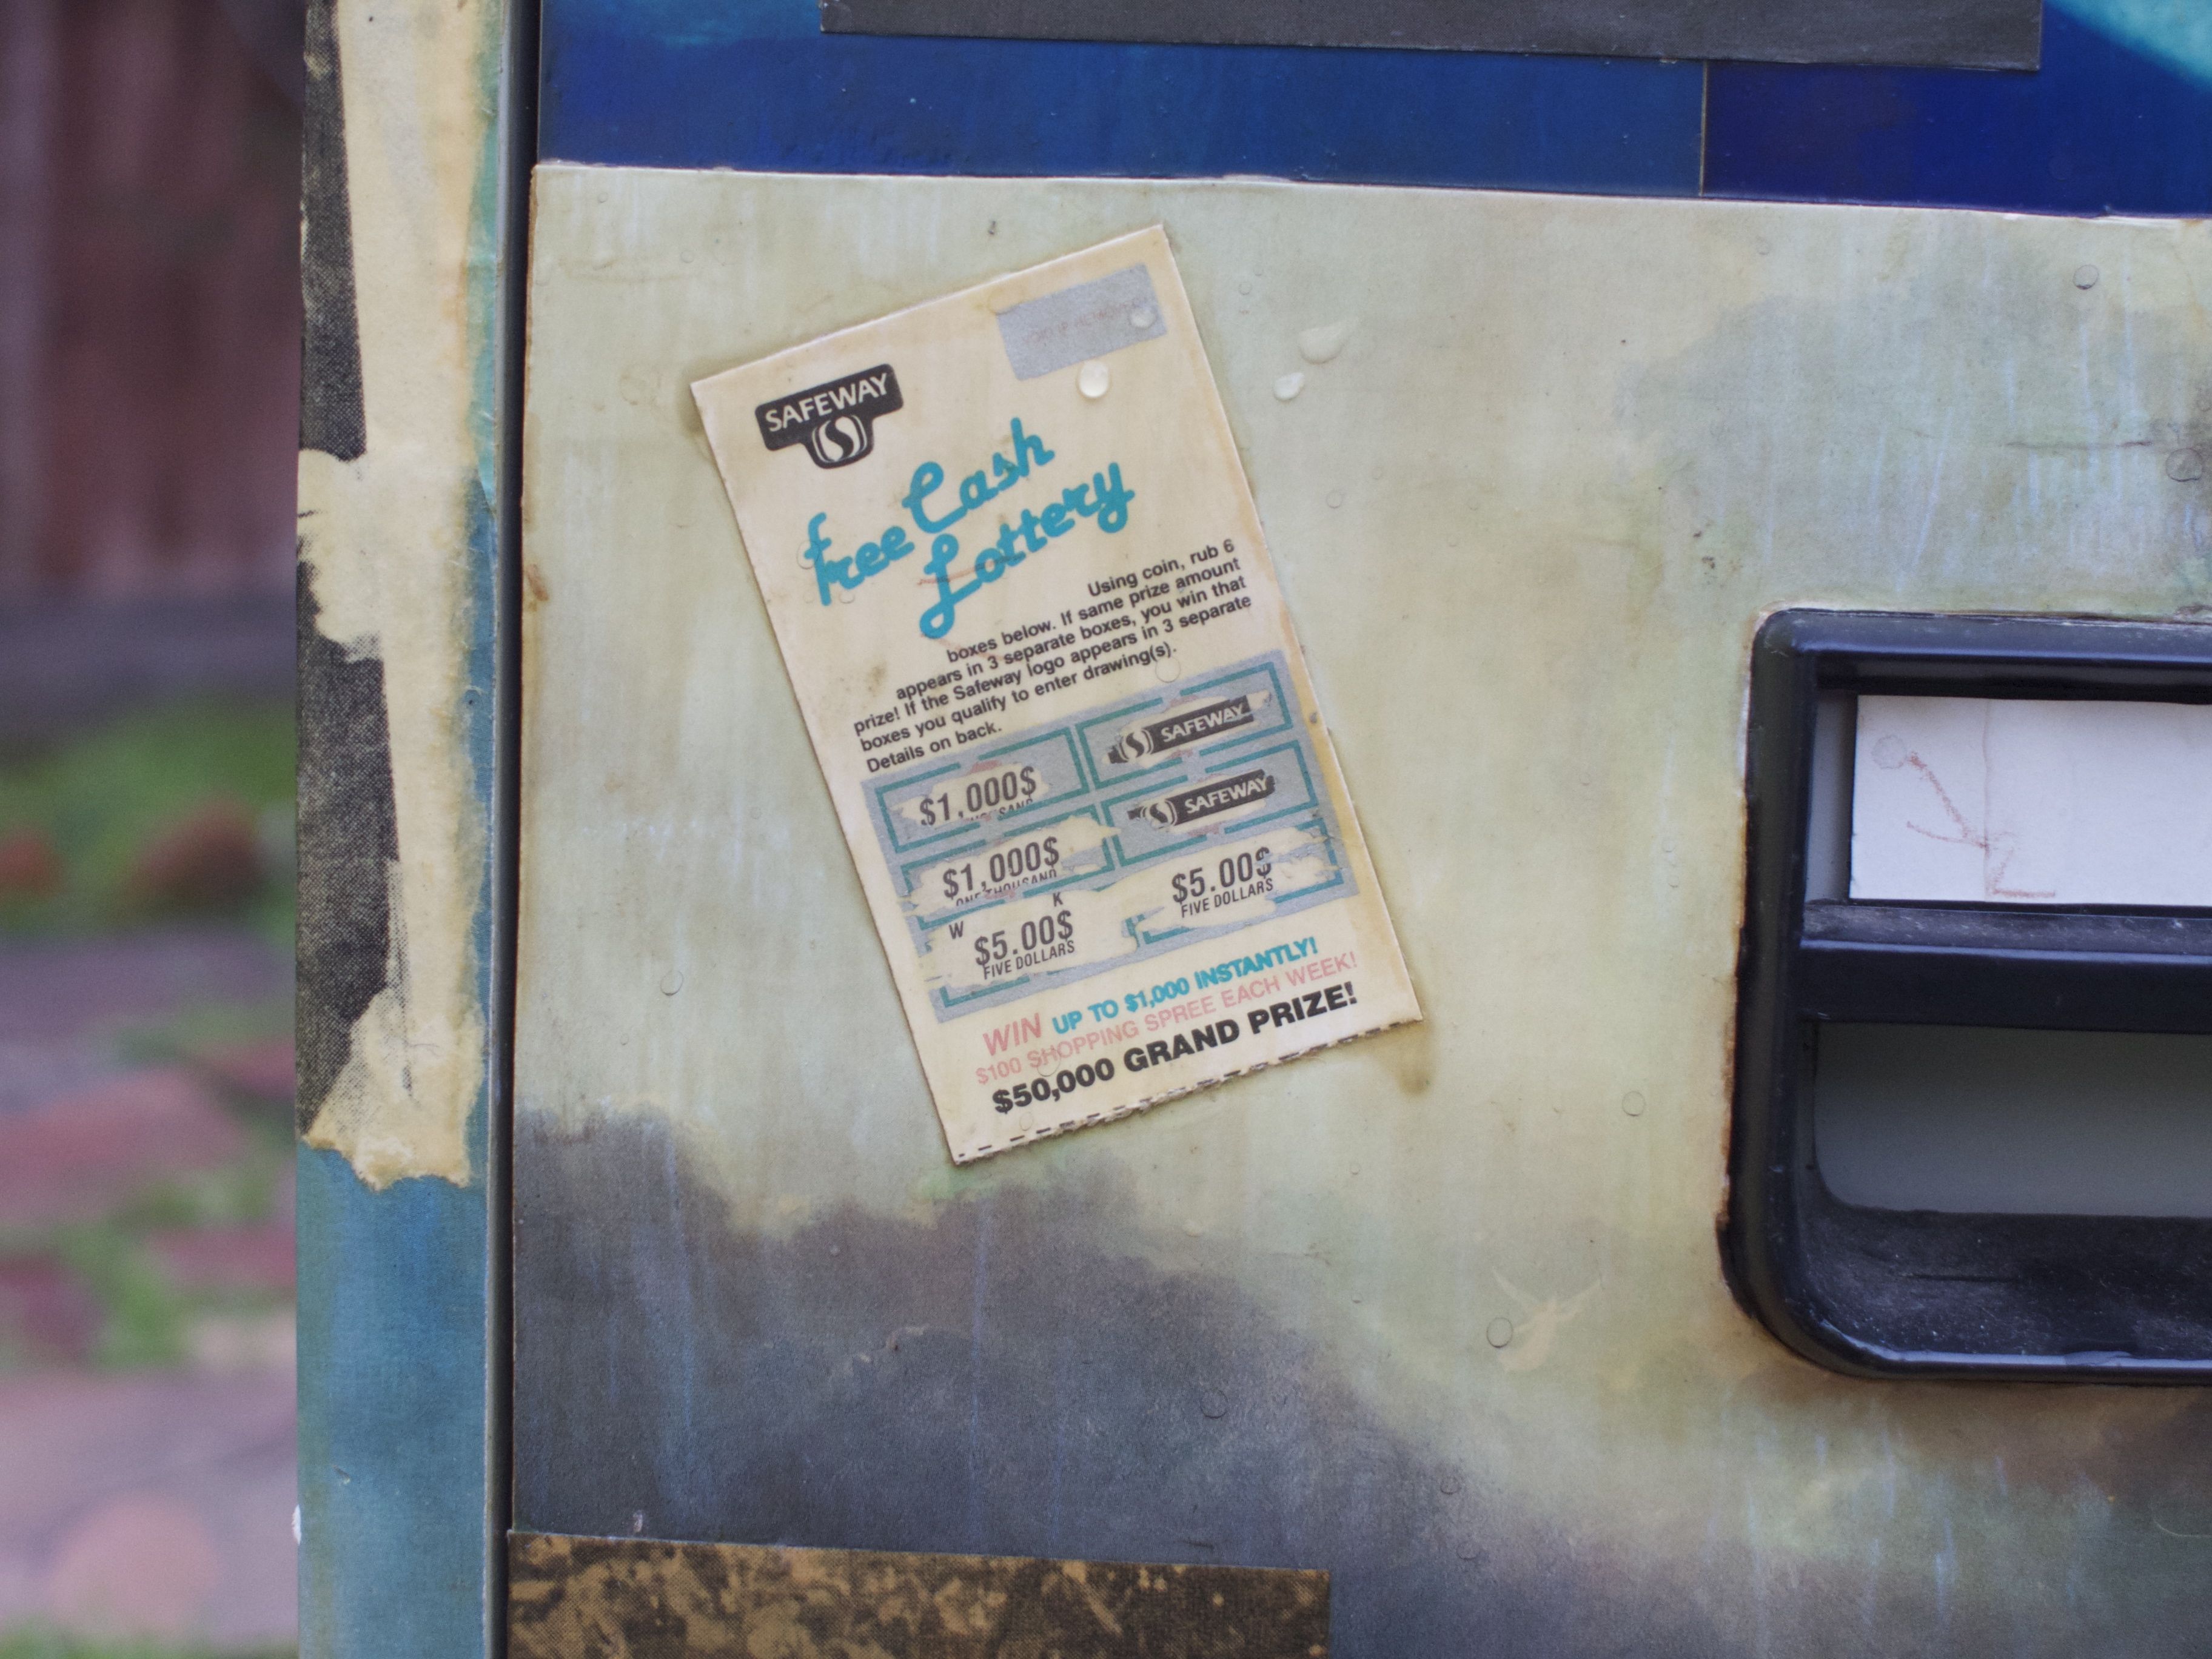 SAFEWAY
free Cash
Lottery
Using coin, rub 6
boxes below. If same prize amount
appears in 3 separate boxes, you win that
prize! If the Safeway logo appears in 3 separate
boxes you qualify to enter drawing(s).
Details on back.
$1,000$
SAFEWAY
$1,000$
ONE THOUSAND
SAFEWAY
W K
$5.00$
FIVE DOLLARS
$5.00$
FIVE DOLLARS
WIN UP TO $1,000 INSTANTLY!
$100 SHOPPING SPREE EACH WEEK!
$50,000 GRAND PRIZE!